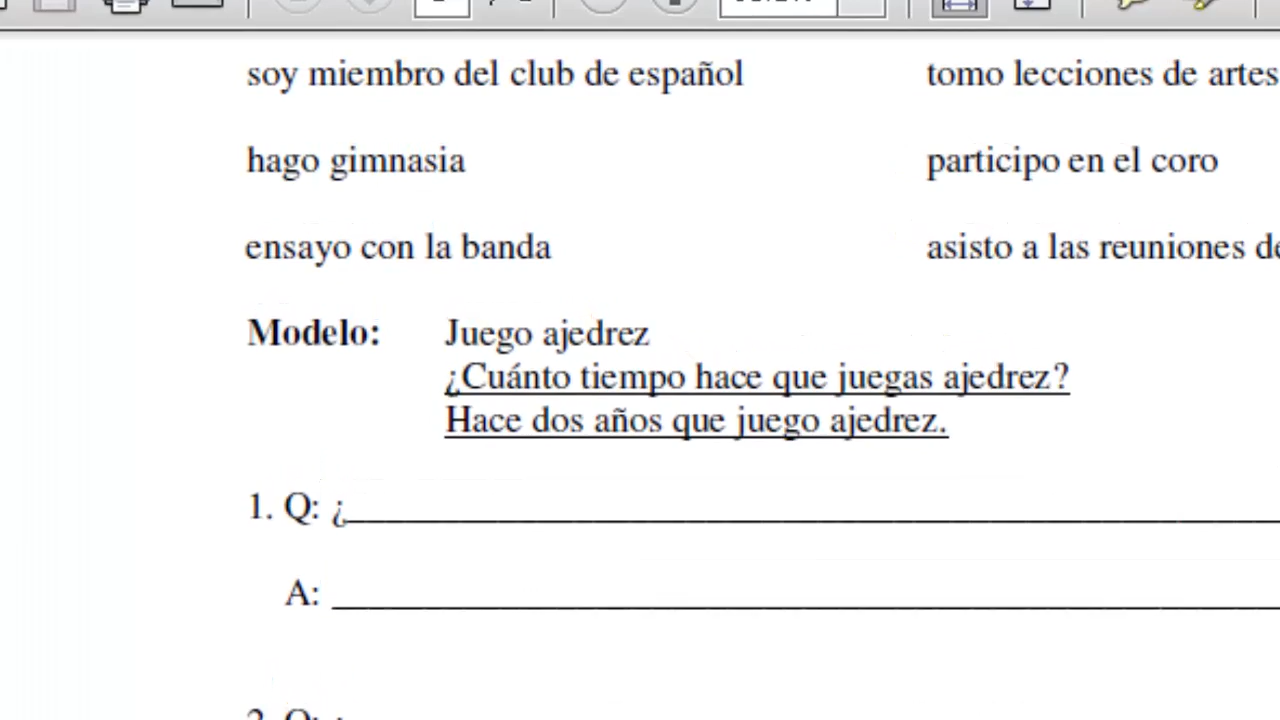 soy miembro del club de español
tomo lecciones de artes
hago gimnasia
participo en el coro
ensayo con la banda
asisto a las reuniones de
Modelo: Juego ajedrez
¿Cuánto tiempo hace que juegas ajedrez?
Hace dos años que juego ajedrez.
1. Q: ¿
A:
2. Q: ¿